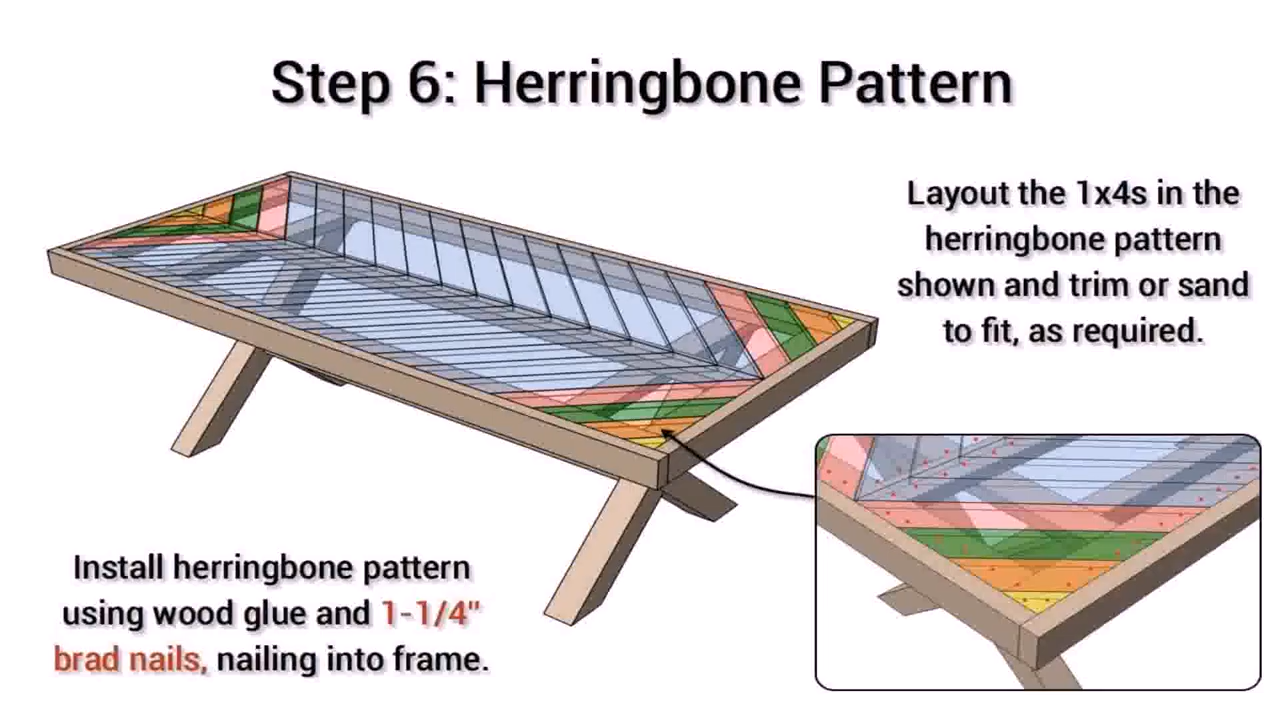 Step 6: Herringbone Pattern
Layout the 1x4s in the
herringbone pattern
shown and trim or sand
to fit, as required.
Install herringbone pattern
using wood glue and 1-1/4"
brad nails, nailing into frame.